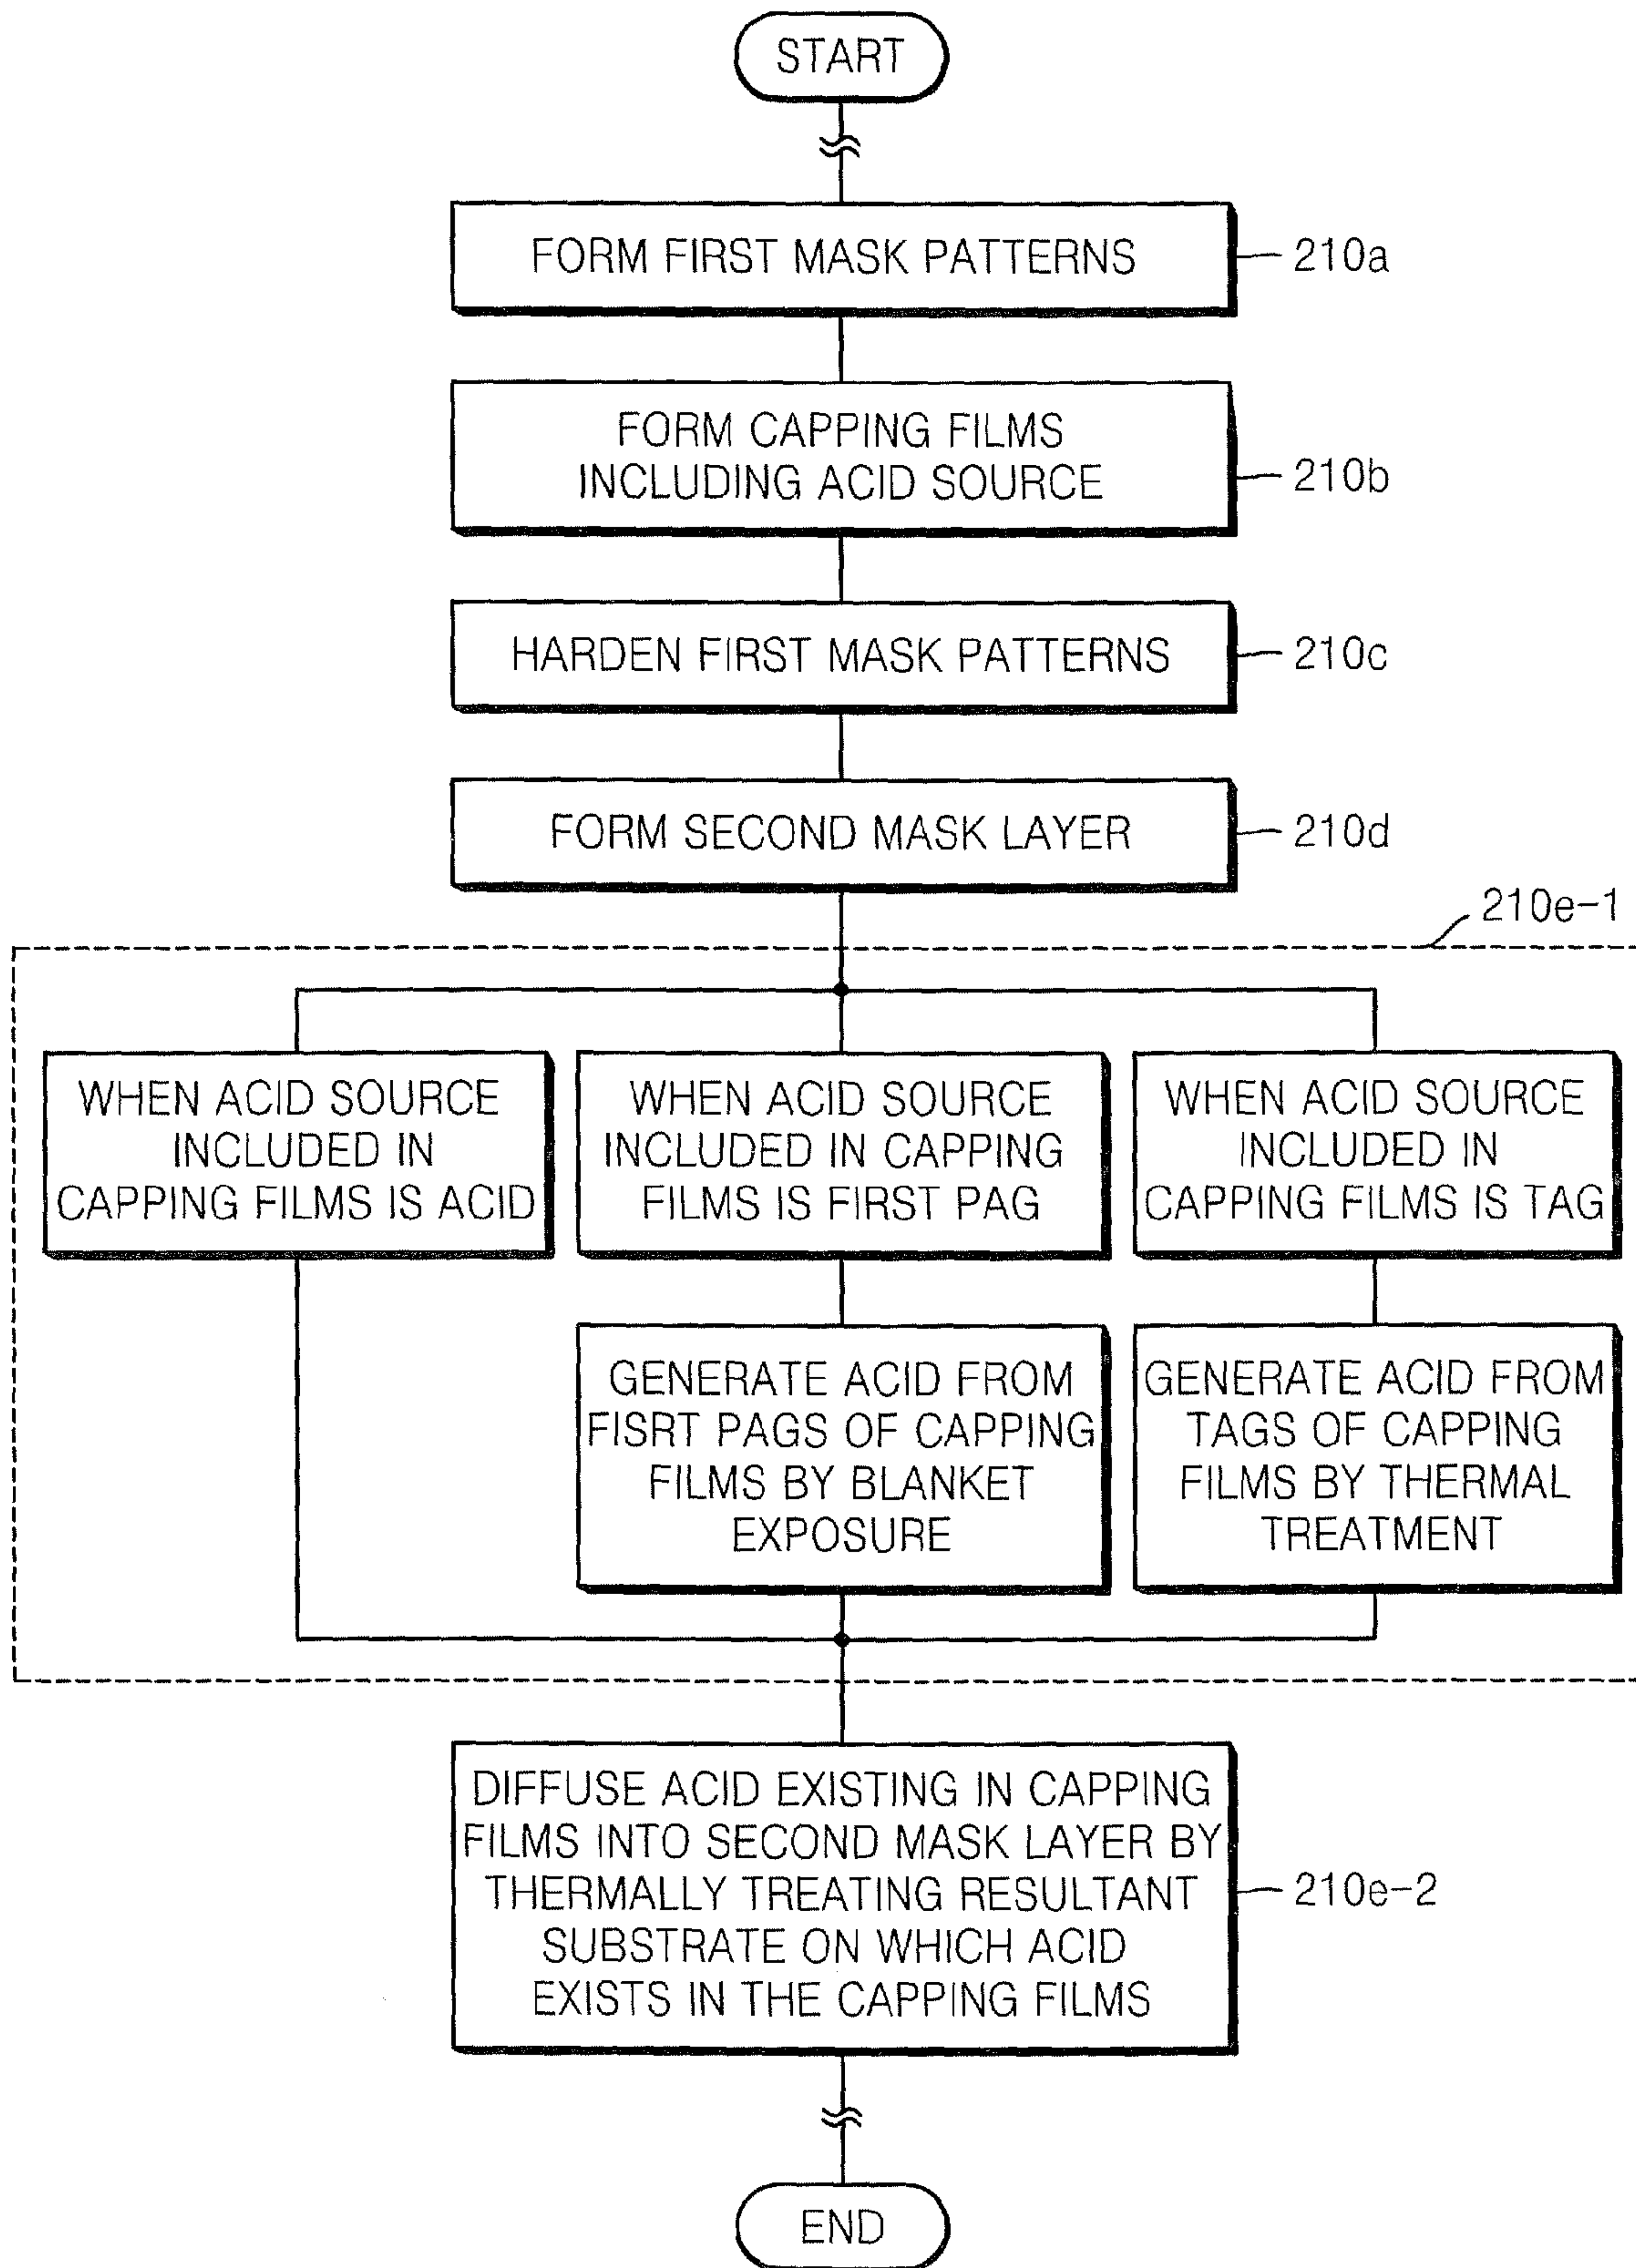 START
FORM FIRST MASK PATTERNS
210a
FORM CAPPING FILMS
INCLUDING ACID SOURCE
210b
HARDEN FIRST MASK PATTERNS
210c
FORM SECOND MASK LAYER
210d
210e-1
WHEN ACID SOURCE
INCLUDED IN
CAPPING FILMS IS ACID
WHEN ACID SOURCE
INCLUDED IN CAPPING
FILMS IS FIRST PAG
WHEN ACID SOURCE
INCLUDED IN
CAPPING FILMS IS TAG
GENERATE ACID FROM
FISRT PAGS OF CAPPING
FILMS BY BLANKET
EXPOSURE
GENERATE ACID FROM
TAGS OF CAPPING
FILMS BY THERMAL
TREATMENT
DIFFUSE ACID EXISTING IN CAPPING
FILMS INTO SECOND MASK LAYER BY
THERMALLY TREATING RESULTANT
SUBSTRATE ON WHICH ACID
EXISTS IN THE CAPPING FILMS
210e-2
END